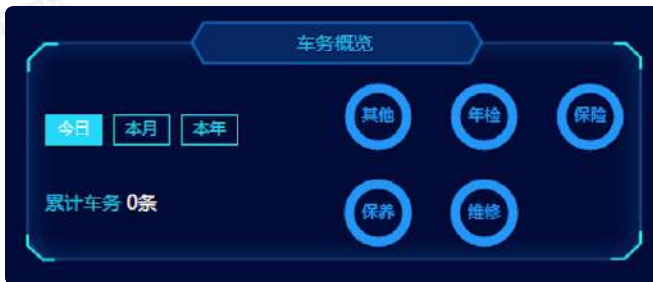 车务概览
今日 本月 本年
其他 年检 保险
累计车务 0条
保养 维修